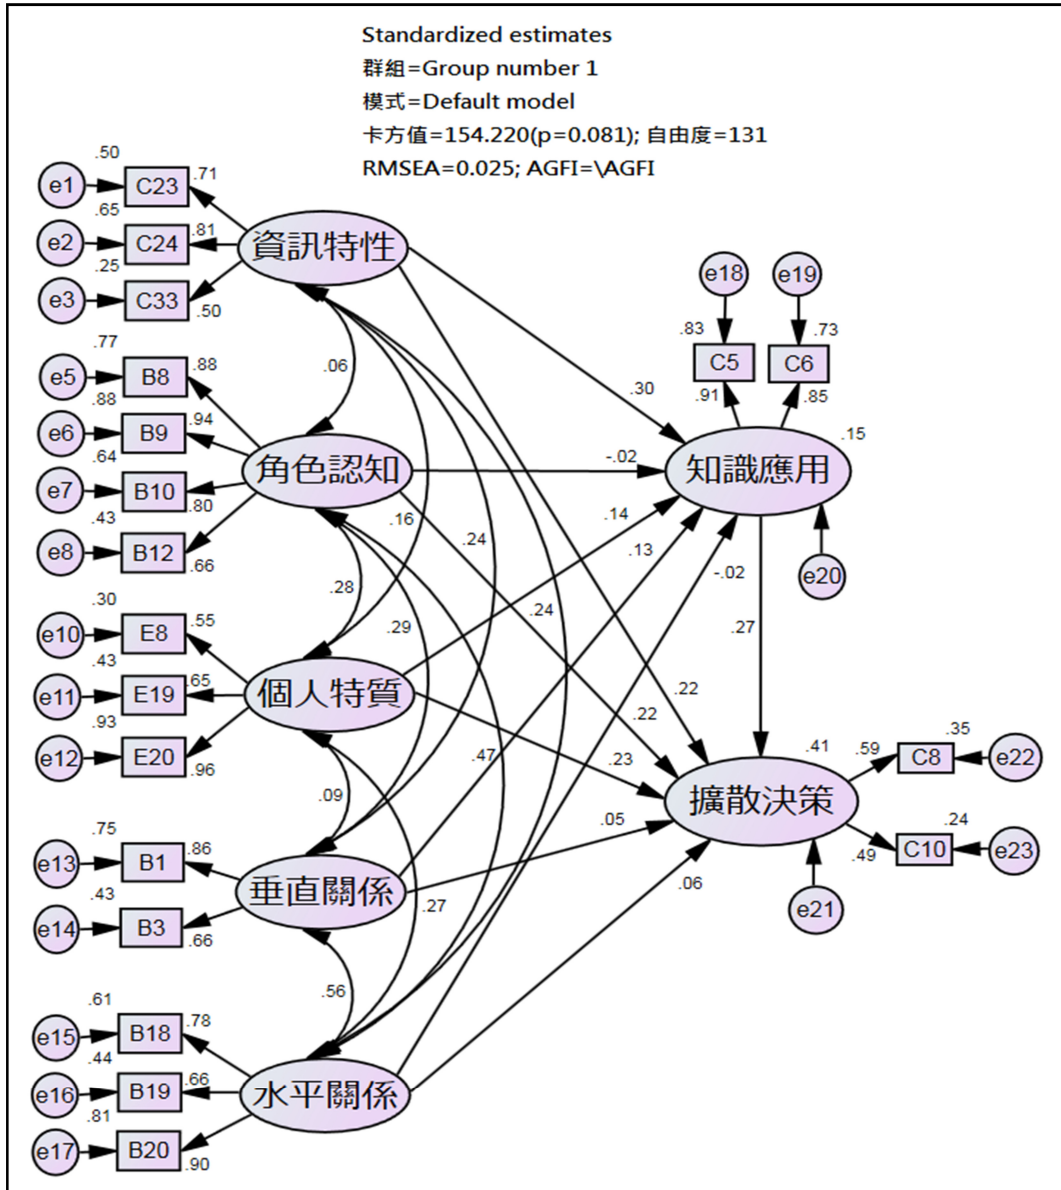 Standardized estimates
群組=Group number 1
模式=Default model
卡方值=154.220(p=0.081); 自由度=131
RMSEA=0.025; AGFI=\AGFI
.50
e1
C23
.71
.65
e2
C24
.81
.25
e3
C33
.50
資訊特性
.77
e5
B8
.88
.88
e6
B9
.94
.64
e7
B10
.80
.43
e8
B12
.66
角色認知
.30
e10
E8
.55
.43
e11
E19
.65
.93
e12
E20
.96
個人特質
.75
e13
B1
.86
.43
e14
B3
.66
垂直關係
.61
e15
B18
.78
.44
e16
B19
.66
.81
e17
B20
.90
水平關係
.06
.16
.24
.28
.29
.22
.47
.09
.27
.56
.30
-.02
.14
.13
-.02
.24
.22
.23
.05
.06
.27
e18
e19
.83
.73
C5
C6
.91
.85
.15
知識應用
e20
.41
擴散決策
e21
.59
.35
C8
e22
.49
.24
C10
e23